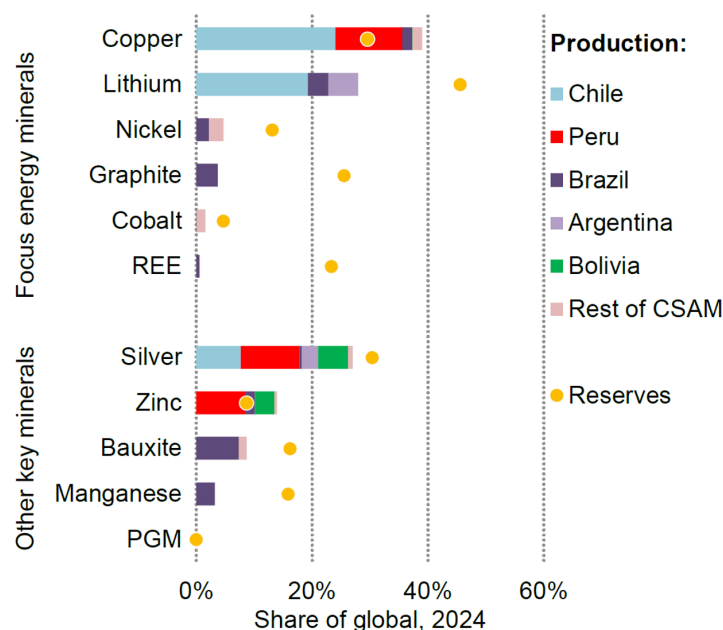 Focus energy minerals
Copper
Lithium
Nickel
Graphite
Cobalt
REE
Other key minerals
Silver
Zinc
Bauxite
Manganese
PGM
0%
20%
40%
60%
Share of global, 2024
Production:
Chile
Peru
Brazil
Argentina
Bolivia
Rest of CSAM
Reserves